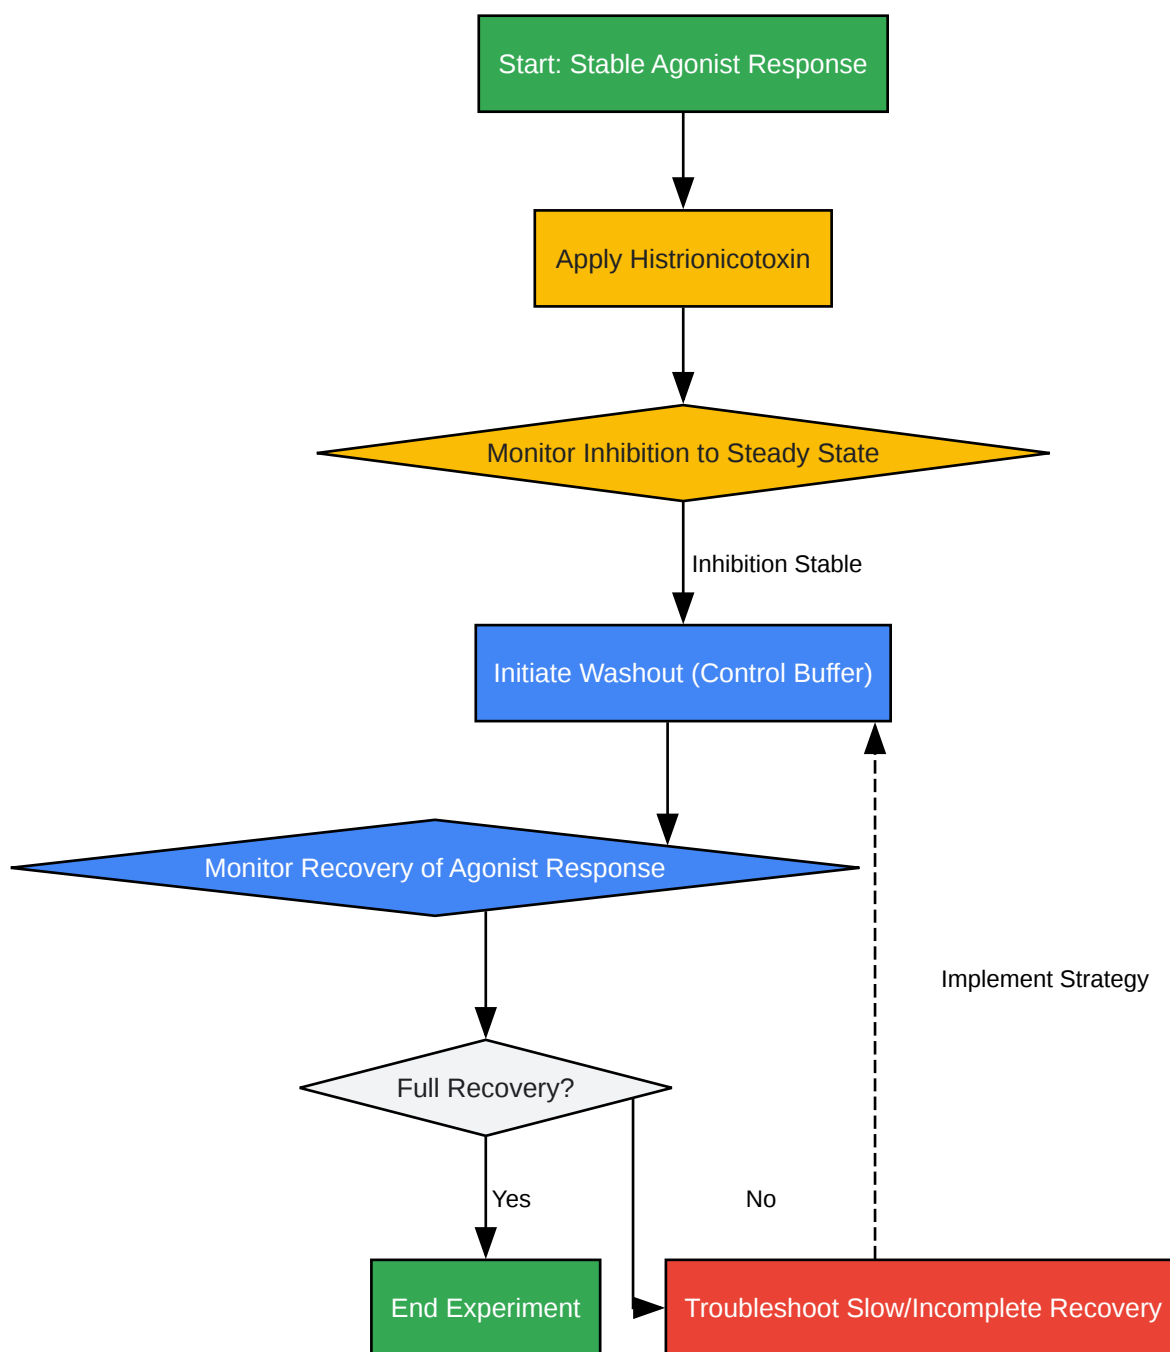 Start: Stable Agonist Response
Apply Histrionicotoxin
Monitor Inhibition to Steady State
Inhibition Stable
Initiate Washout (Control Buffer)
Monitor Recovery of Agonist Response
Implement Strategy
Full Recovery?
Yes
No
End Experiment
Troubleshoot Slow/Incomplete Recovery